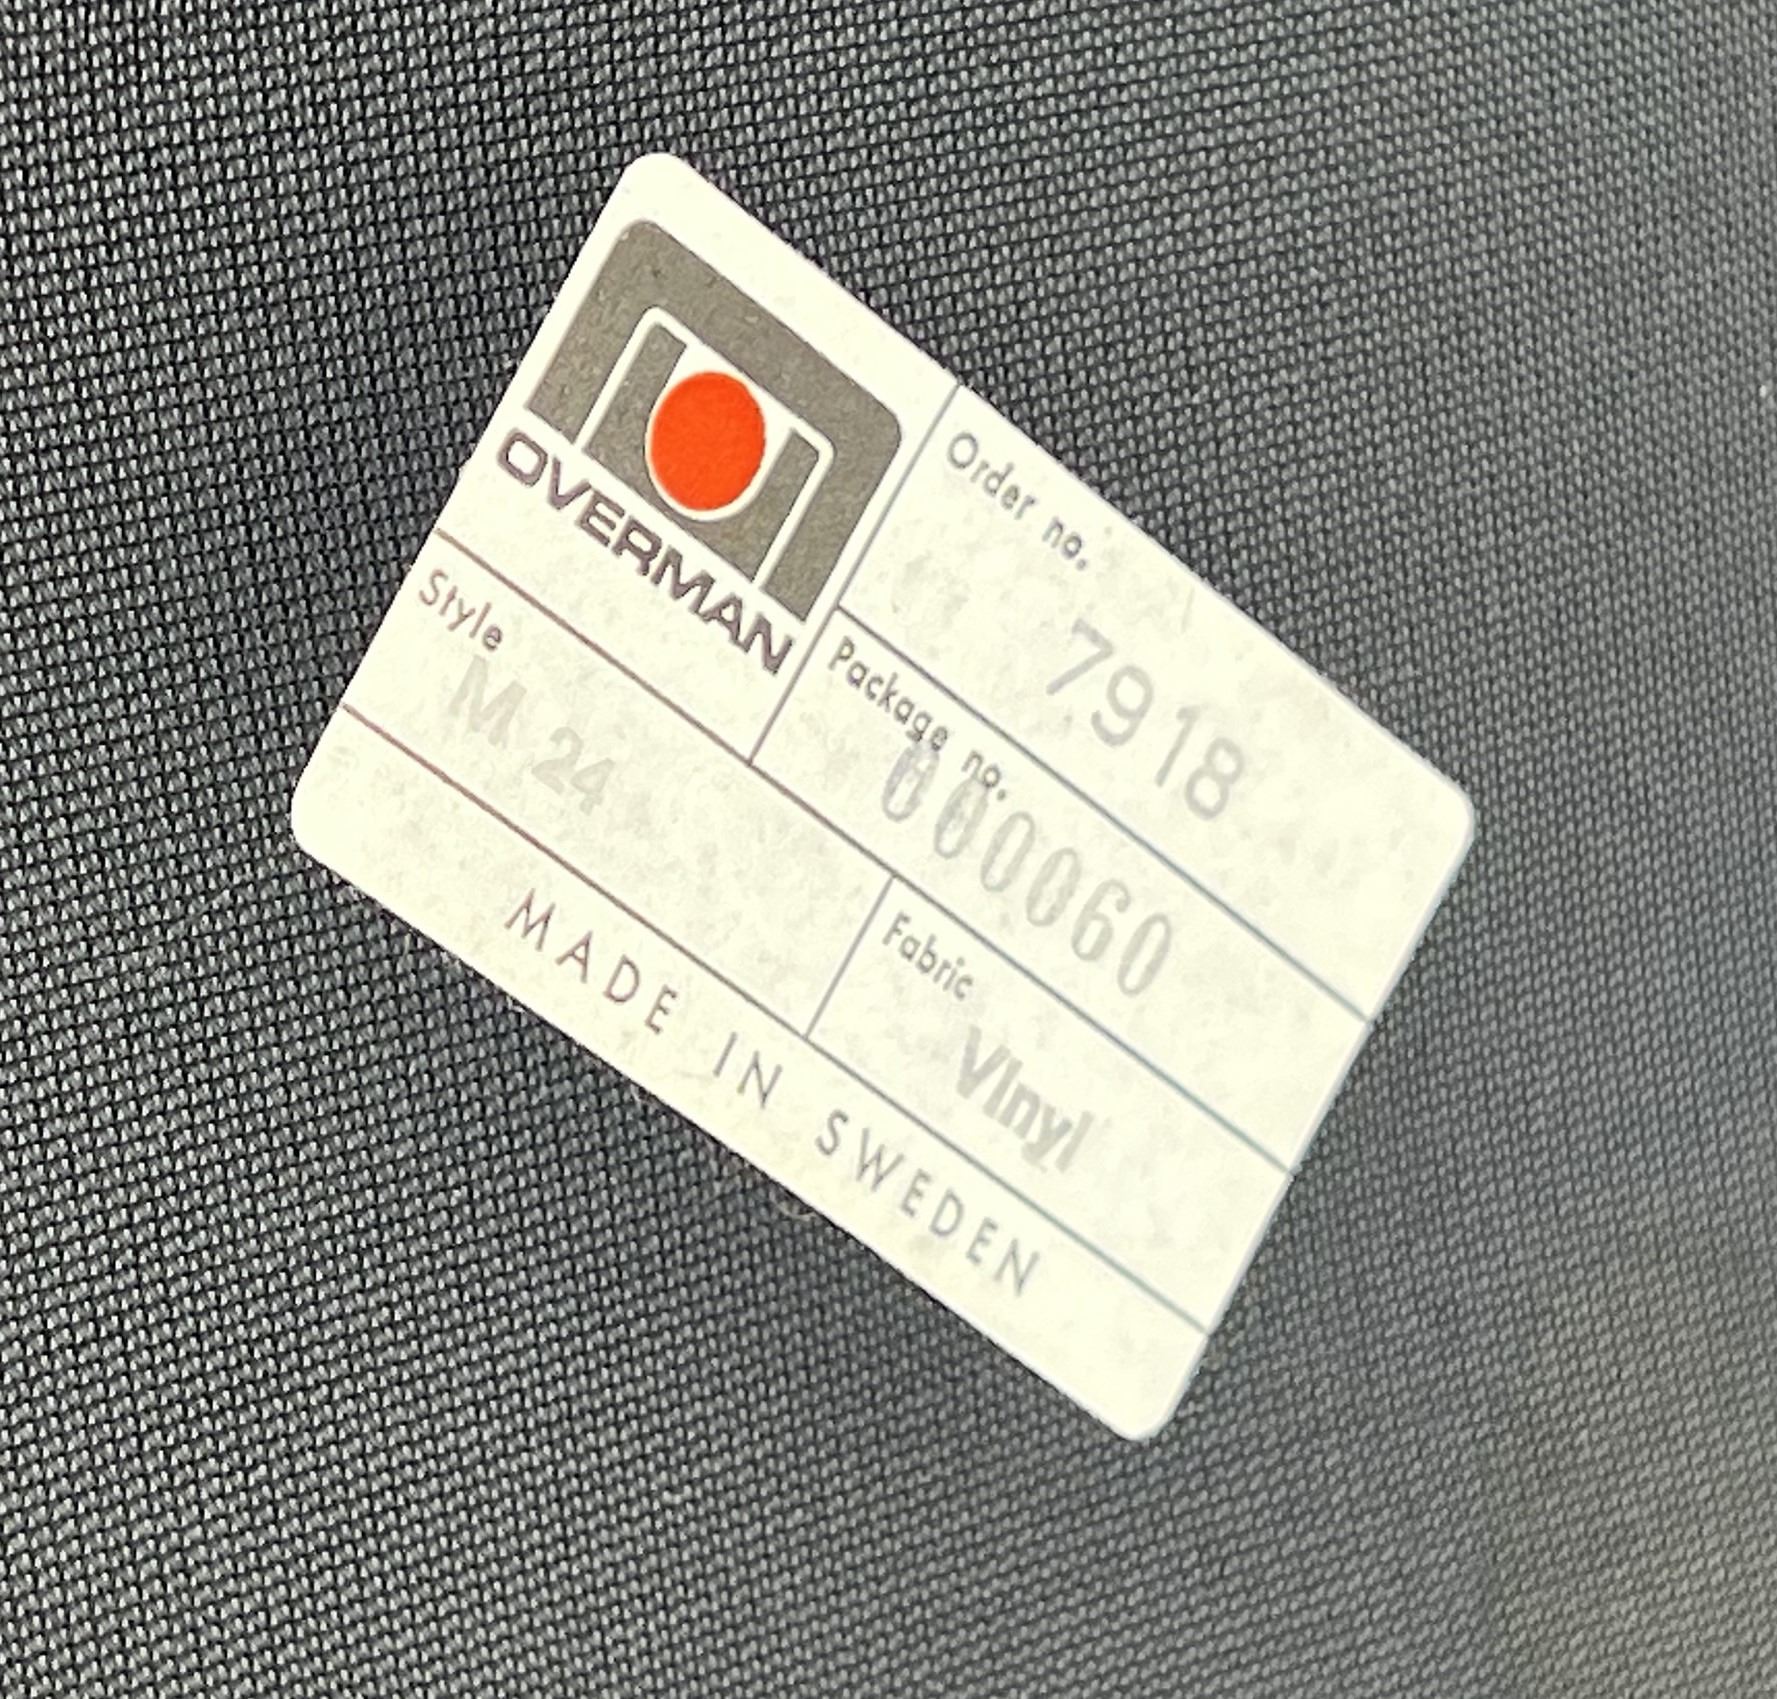 OVERMAN
Order no.
7918
Package no.
000060
Style
M 24
Fabric
Vinyl
MADE IN SWEDEN